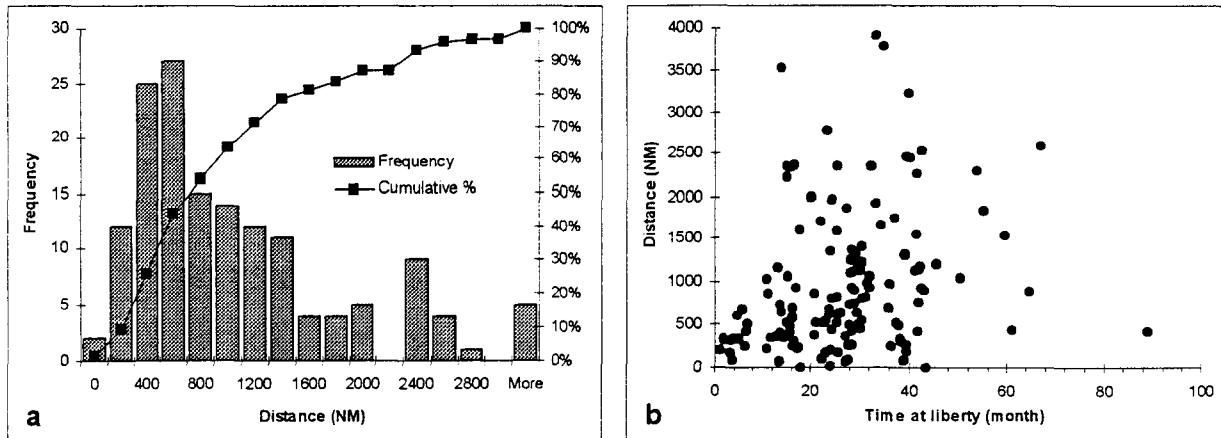 30
25
20
15
10
5
0
Frequency
100%
90%
80%
70%
60%
50%
40%
30%
20%
10%
0%
Frequency
Cumulative %
0 400 800 1200 1600 2000 2400 2800 More
Distance (NM)
a
4000
3500
3000
2500
2000
1500
1000
500
0
Distance (NM)
0 20 40 60 80 100
Time at liberty (month)
b